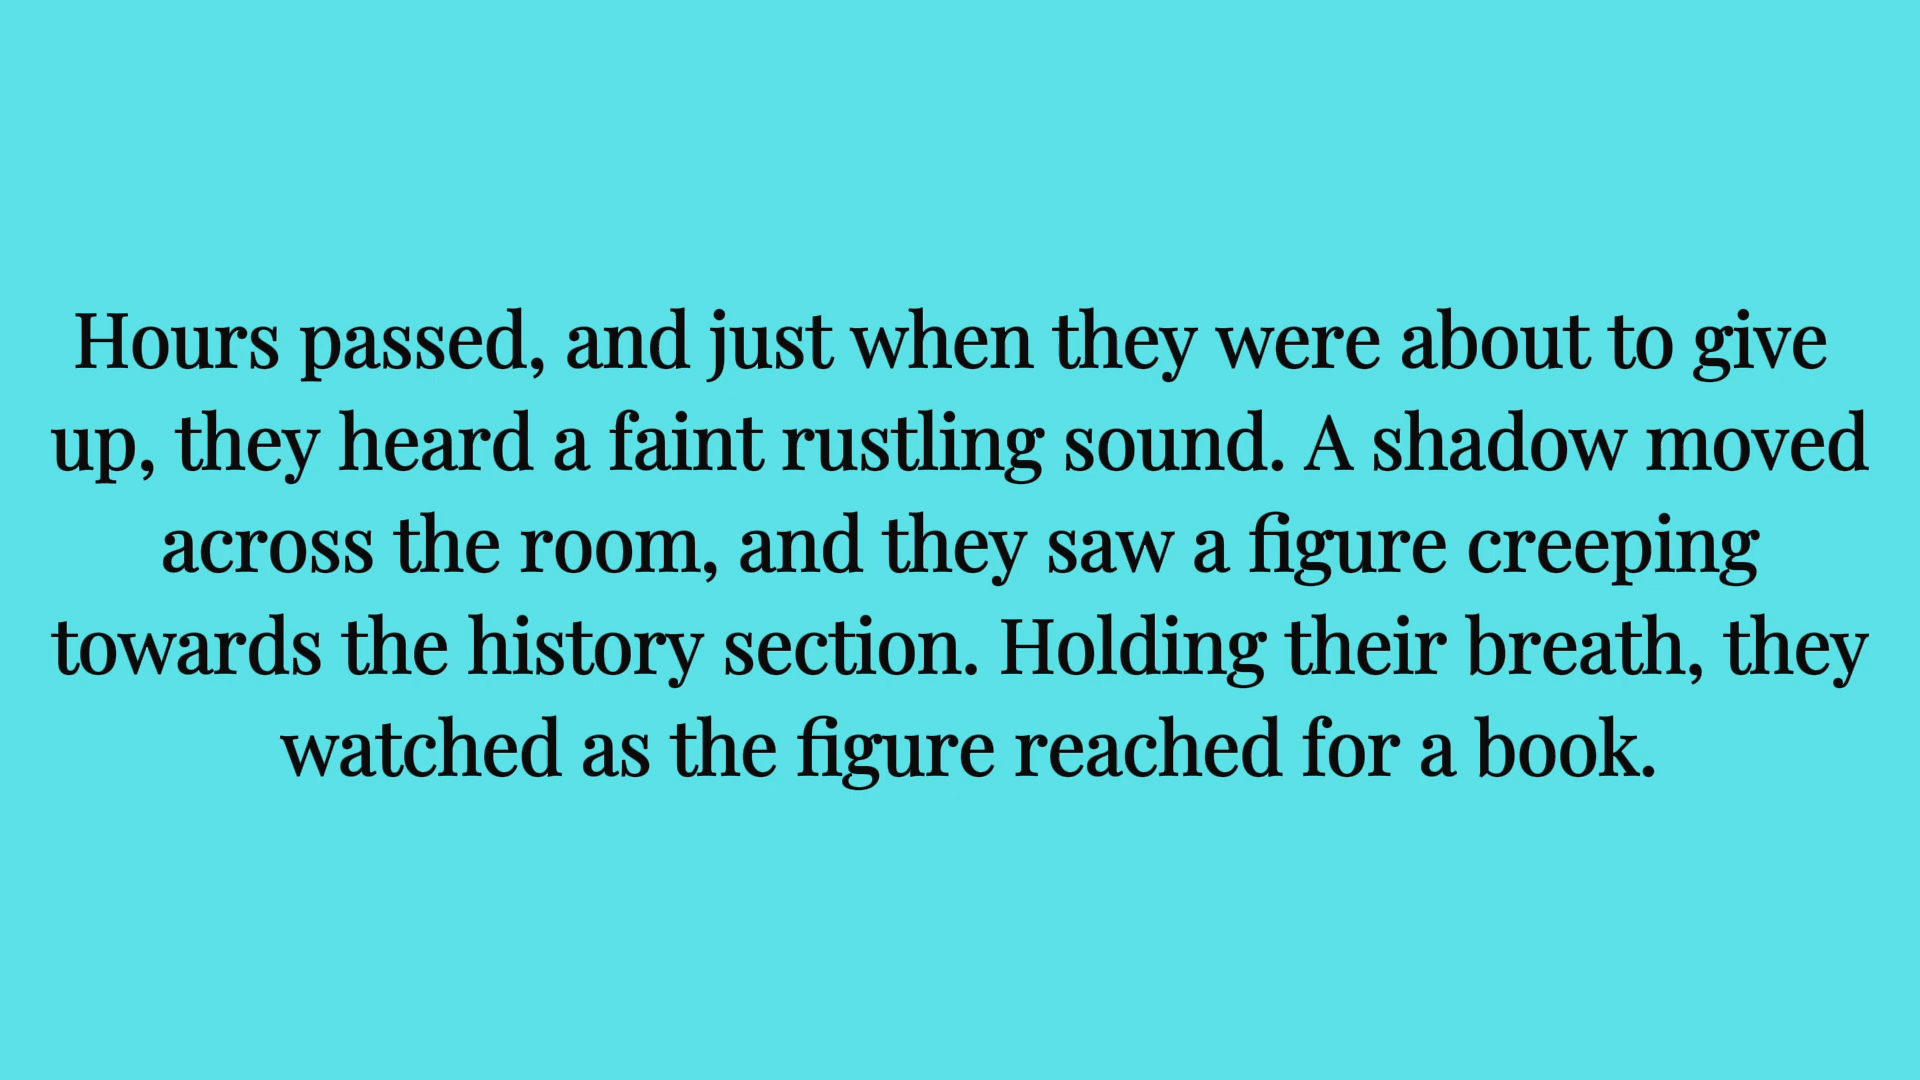 Hours passed, and just when they were about to give
up, they heard a faint rustling sound. A shadow moved
across the room, and they saw a figure creeping
towards the history section. Holding their breath, they
watched as the figure reached for a book.